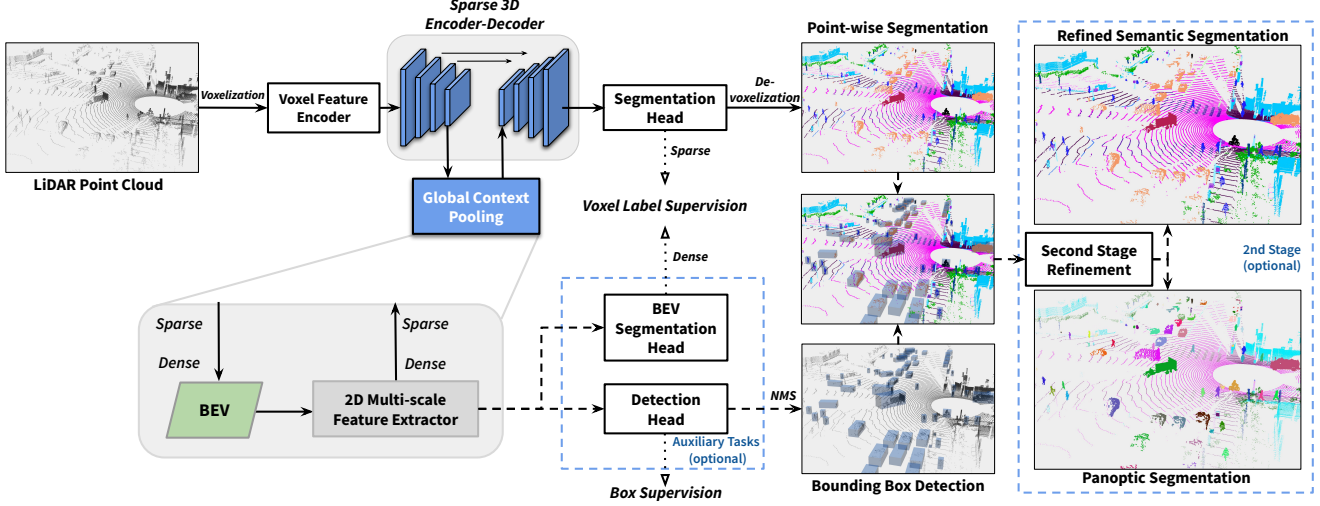 Sparse 3D
Encoder-Decoder
Voxelization
Voxel Feature
Encoder
LiDAR Point Cloud
Global Context
Pooling
Segmentation
Head
De-
voxelization
Sparse
Voxel Label Supervision
Dense
Sparse
Dense
BEV
2D Multi-scale
Feature Extractor
Sparse
Dense
BEV
Segmentation
Head
Detection
Head
Auxiliary Tasks
(optional)
Box Supervision
NMS
Point-wise Segmentation
Bounding Box Detection
Refined Semantic Segmentation
Second Stage
Refinement
2nd Stage
(optional)
Panoptic Segmentation